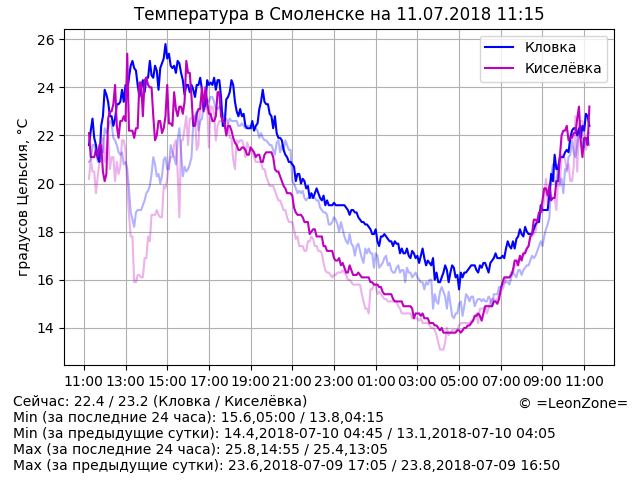 Температура в Смоленске на 11.07.2018 11:15
Кловка
Киселёвка
градусов Цельсия, °C
26
24
22
20
18
16
14
11:00 13:00 15:00 17:00 19:00 21:00 23:00 01:00 03:00 05:00 07:00 09:00 11:00
Сейчас: 22.4 / 23.2 (Кловка / Киселёвка)
© =LeonZone=
Min (за последние 24 часа): 15.6,05:00 / 13.8,04:15
Min (за предыдущие сутки): 14.4,2018-07-10 04:45 / 13.1,2018-07-10 04:05
Max (за последние 24 часа): 25.8,14:55 / 25.4,13:05
Max (за предыдущие сутки): 23.6,2018-07-09 17:05 / 23.8,2018-07-09 16:50